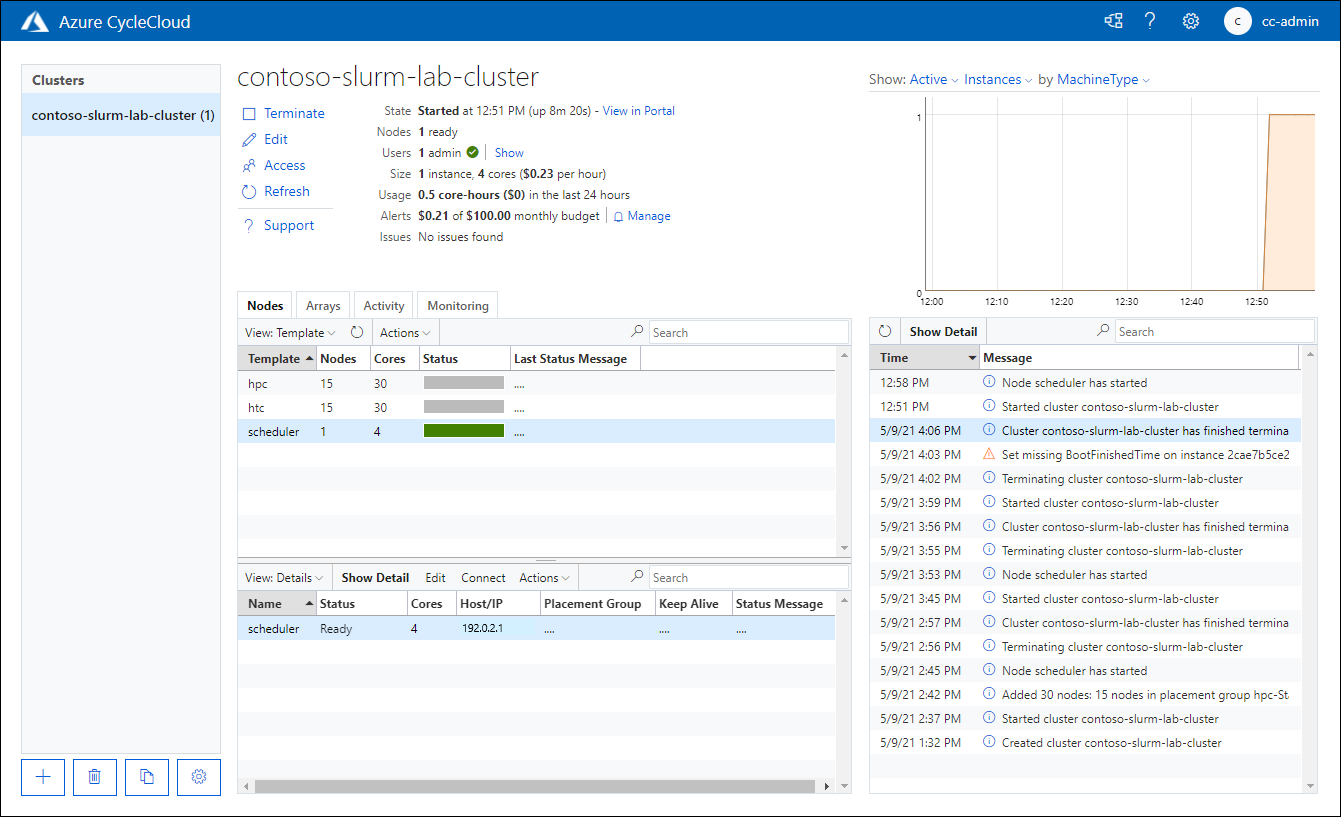 Azure CycleCloud
C cc-admin
Clusters
contoso-slurm-lab-cluster (1)
contoso-slurm-lab-cluster
Terminate
Edit
Access
Refresh
Support
State Started at 12:51 PM (up 8m 20s) - View in Portal
Nodes 1 ready
Users 1 admin Show
Size 1 instance, 4 cores ($0.23 per hour)
Usage 0.5 core-hours ($0) in the last 24 hours
Alerts $0.21 of $100.00 monthly budget Manage
Issues No issues found
Show: Active Instances by MachineType
1
0
12:00 12:10 12:20 12:30 12:40 12:50
Nodes Arrays Activity Monitoring
View: Template Actions Search
Template Nodes Cores Status Last Status Message
hpc 15 30 ....
htc 15 30 ....
scheduler 1 4 ....
View: Details Show Detail Edit Connect Actions Search
Name Status Cores Host/IP Placement Group Keep Alive Status Message
scheduler Ready 4 192.0.2.1 .... .... ....
Show Detail Search
Time Message
12:58 PM Node scheduler has started
12:51 PM Started cluster contoso-slurm-lab-cluster
5/9/21 4:06 PM Cluster contoso-slurm-lab-cluster has finished termina
5/9/21 4:03 PM Set missing BootFinishedTime on instance 2cae7b5ce2
5/9/21 4:02 PM Terminating cluster contoso-slurm-lab-cluster
5/9/21 3:59 PM Started cluster contoso-slurm-lab-cluster
5/9/21 3:56 PM Cluster contoso-slurm-lab-cluster has finished termina
5/9/21 3:55 PM Terminating cluster contoso-slurm-lab-cluster
5/9/21 3:53 PM Node scheduler has started
5/9/21 3:45 PM Started cluster contoso-slurm-lab-cluster
5/9/21 2:57 PM Cluster contoso-slurm-lab-cluster has finished termina
5/9/21 2:56 PM Terminating cluster contoso-slurm-lab-cluster
5/9/21 2:45 PM Node scheduler has started
5/9/21 2:42 PM Added 30 nodes: 15 nodes in placement group hpc-St
5/9/21 2:37 PM Started cluster contoso-slurm-lab-cluster
5/9/21 1:32 PM Created cluster contoso-slurm-lab-cluster